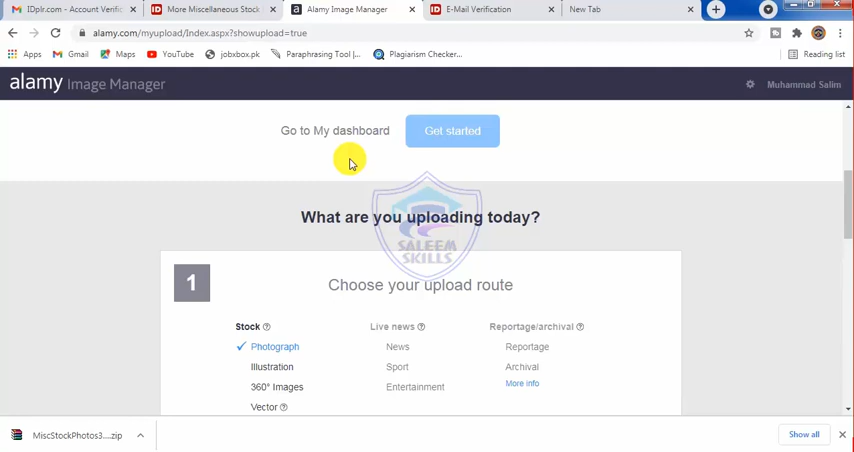 IDplr.com - Account Verific
More Miscellaneous Stock
Alamy Image Manager
E-Mail Verification
New Tab
alamy.com/myupload/Index.aspx?showupload=true
Apps Gmail Maps YouTube jobxbox.pk Paraphrasing Tool |... Plagiarism Checker... Reading list
alamy Image Manager Muhammad Salim
Go to My dashboard Get started
What are you uploading today?
SALEEM
SKILLS
1 Choose your upload route
Stock Live news Reportage/archival
Photograph News Reportage
Illustration Sport Archival
360° Images Entertainment More info
Vector
MiscStockPhotos3....zip Show all